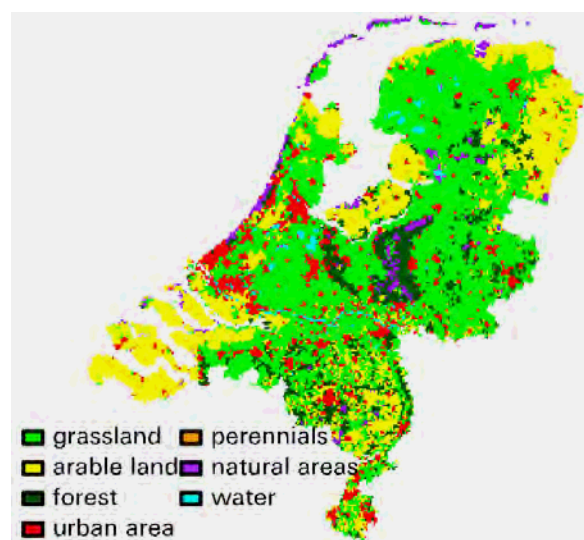 grassland perennials
arable land natural areas
forest water
urban area